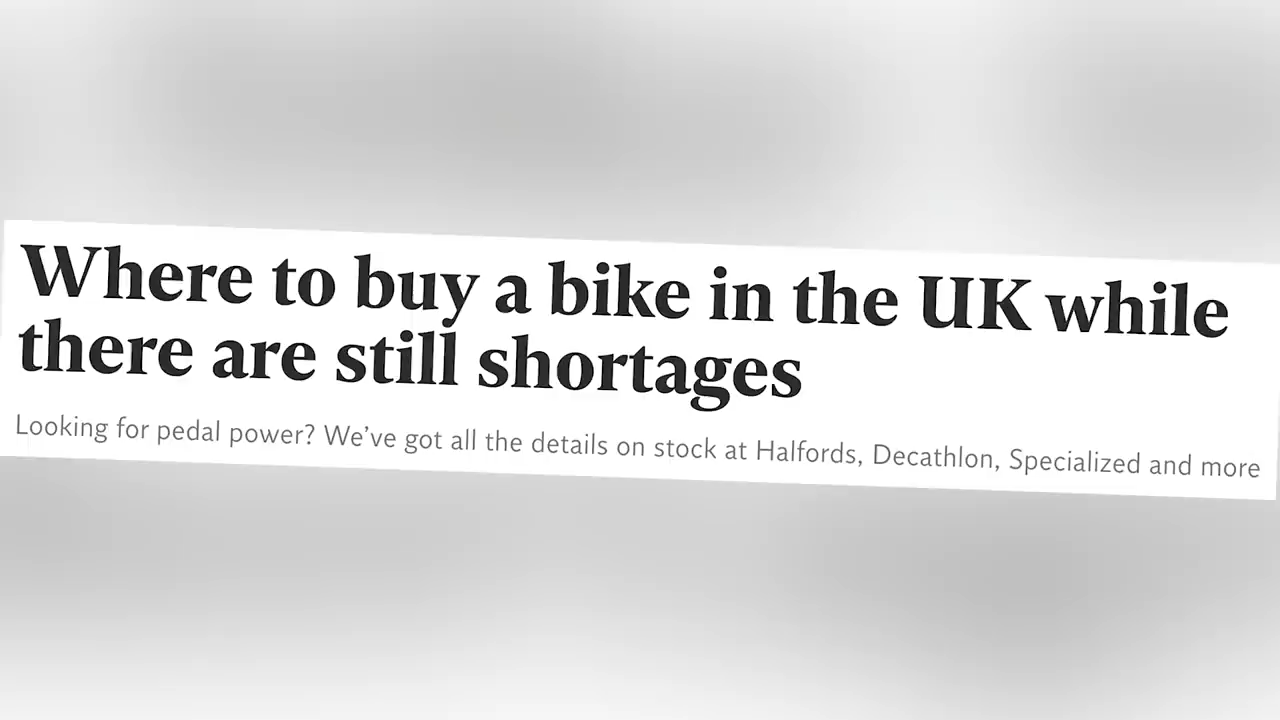 Where to buy a bike in the UK while
there are still shortages
Looking for pedal power? We’ve got all the details on stock at Halfords, Decathlon, Specialized and more